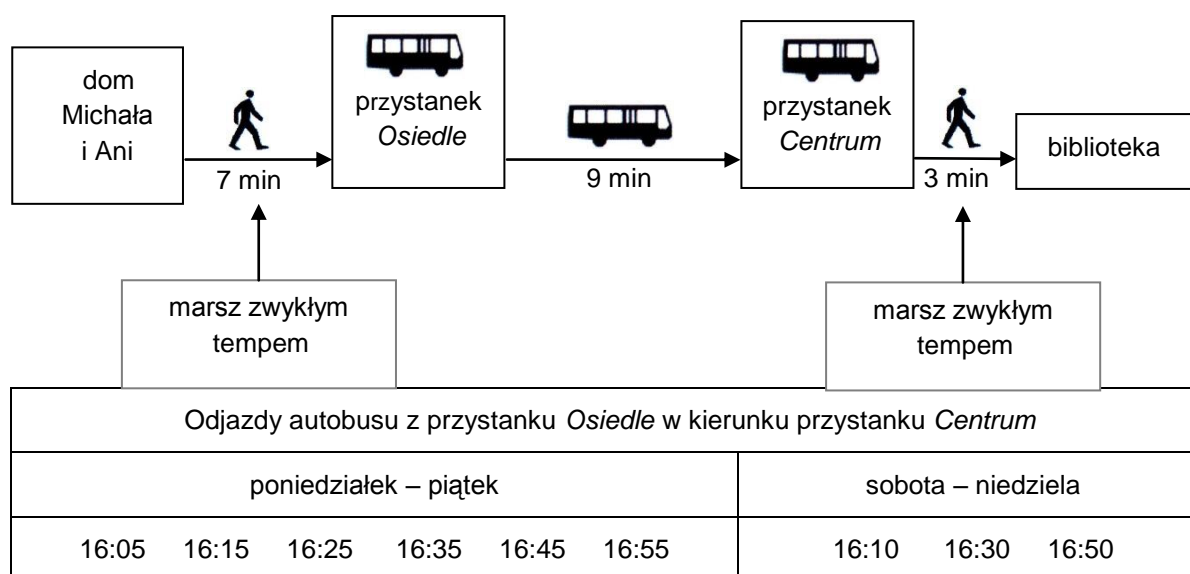 dom
Michała
i Ani
7 min
przystanek
Osiedle
9 min
przystanek
Centrum
3 min
biblioteka
marsz zwykłym
tempem
marsz zwykłym
tempem
Odjazdy autobusu z przystanku Osiedle w kierunku przystanku Centrum
poniedziałek – piątek
sobota – niedziela
16:05 16:15 16:25 16:35 16:45 16:55
16:10 16:30 16:50